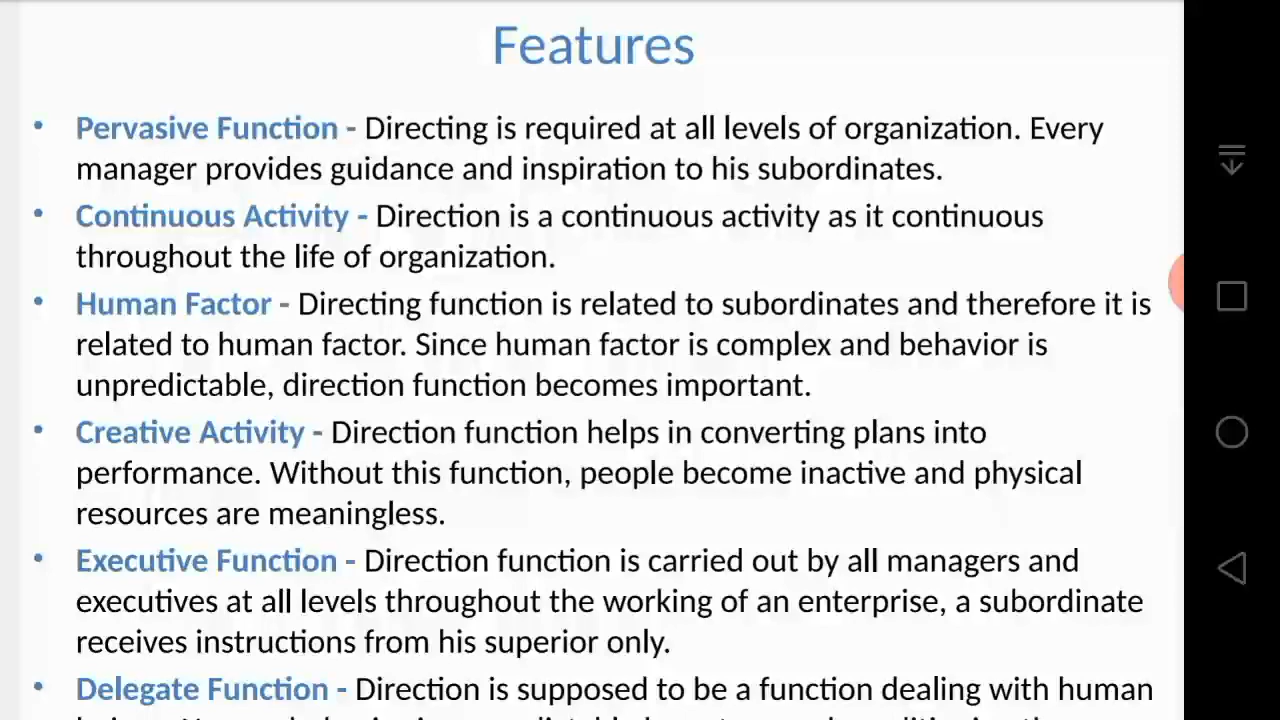 Features
• Pervasive Function - Directing is required at all levels of organization. Every
manager provides guidance and inspiration to his subordinates.
• Continuous Activity - Direction is a continuous activity as it continuous
throughout the life of organization.
• Human Factor - Directing function is related to subordinates and therefore it is
related to human factor. Since human factor is complex and behavior is
unpredictable, direction function becomes important.
• Creative Activity - Direction function helps in converting plans into
performance. Without this function, people become inactive and physical
resources are meaningless.
• Executive Function - Direction function is carried out by all managers and
executives at all levels throughout the working of an enterprise, a subordinate
receives instructions from his superior only.
• Delegate Function - Direction is supposed to be a function dealing with human